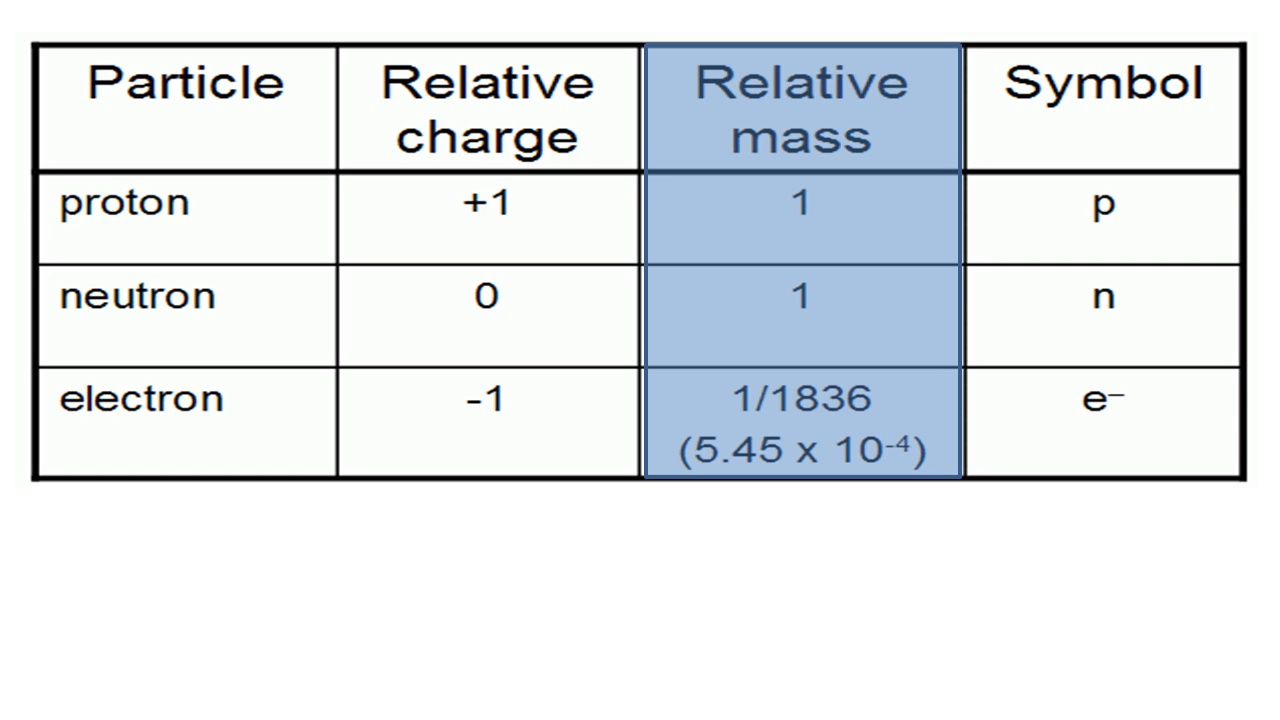 Particle Relative charge Relative mass Symbol
proton +1 1 p
neutron 0 1 n
electron -1 1/1836 e⁻
(5.45 x 10⁻⁴)